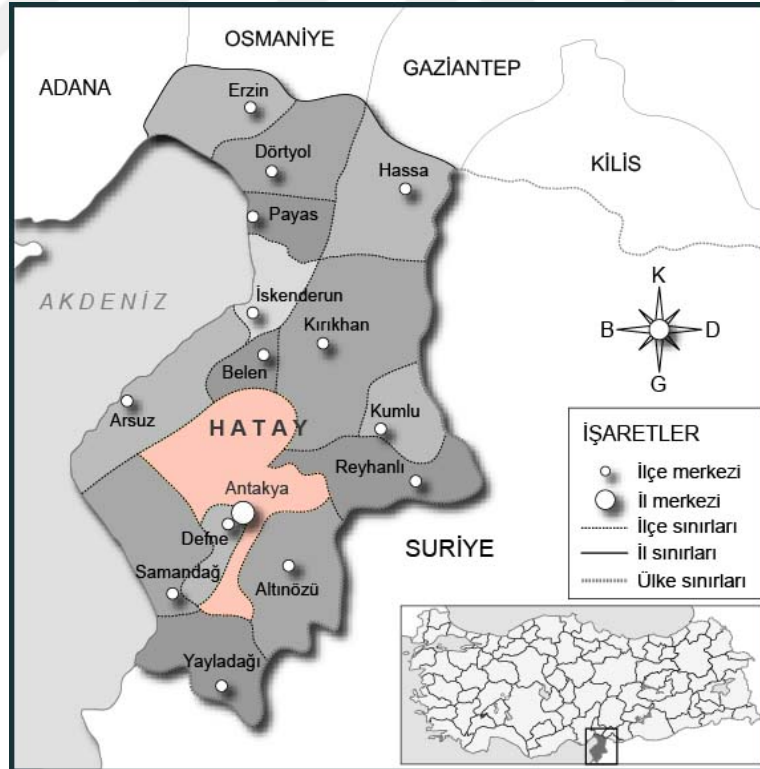 OSMANİYE
GAZİANTEP
ADANA
Erzin
Dörtyol
Hassa
KİLİS
Payas
AKDENİZ
İskenderun
Kırıkhan
K
B
D
G
Belen
Arsuz
HATAY
Kumlu
Reyhanlı
Antakya
Defne
SURİYE
Samandağ
Altınözü
Yayladağı
İŞARETLER
İlçe merkezi
İl merkezi
İlçe sınırları
İl sınırları
Ülke sınırları